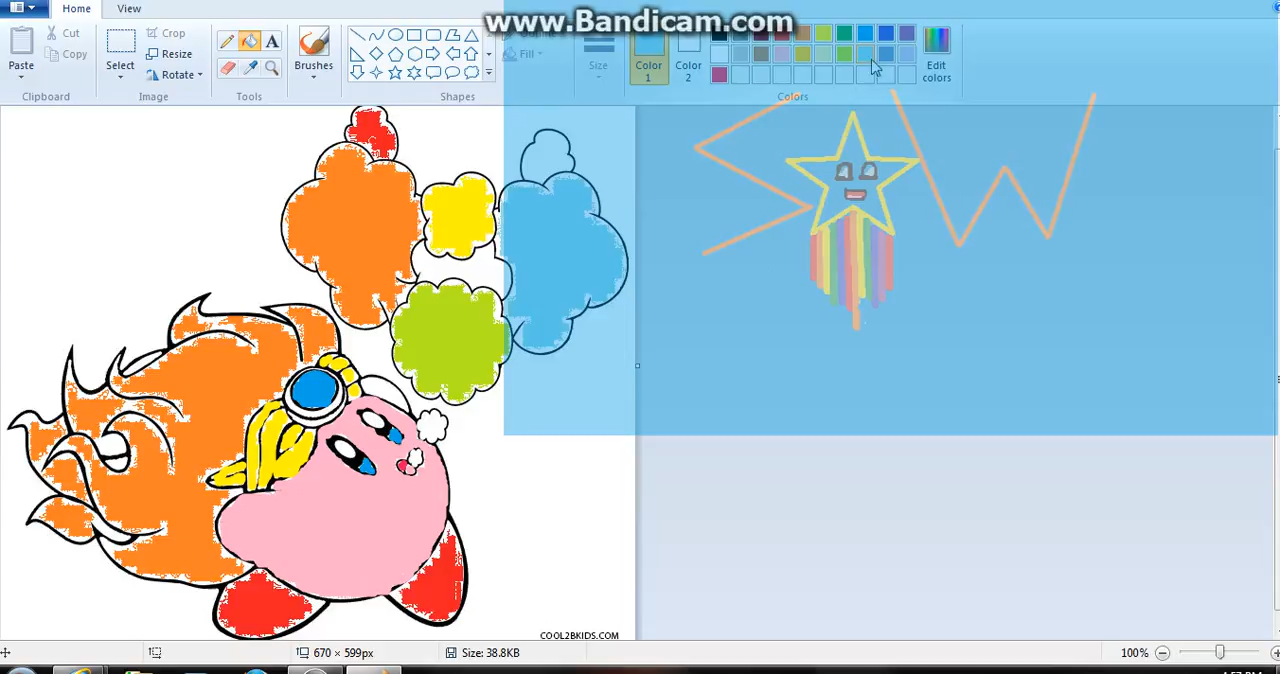 www.Bandicam.com
Home View
Cut
Copy
Paste
Clipboard
Select
Crop
Resize
Rotate
Image
A
Tools
Brushes
Shapes
Fill
Size
Color 1
Color 2
Colors
Edit colors
COOL2BKIDS.COM
670 × 599px
Size: 38.8KB
100%